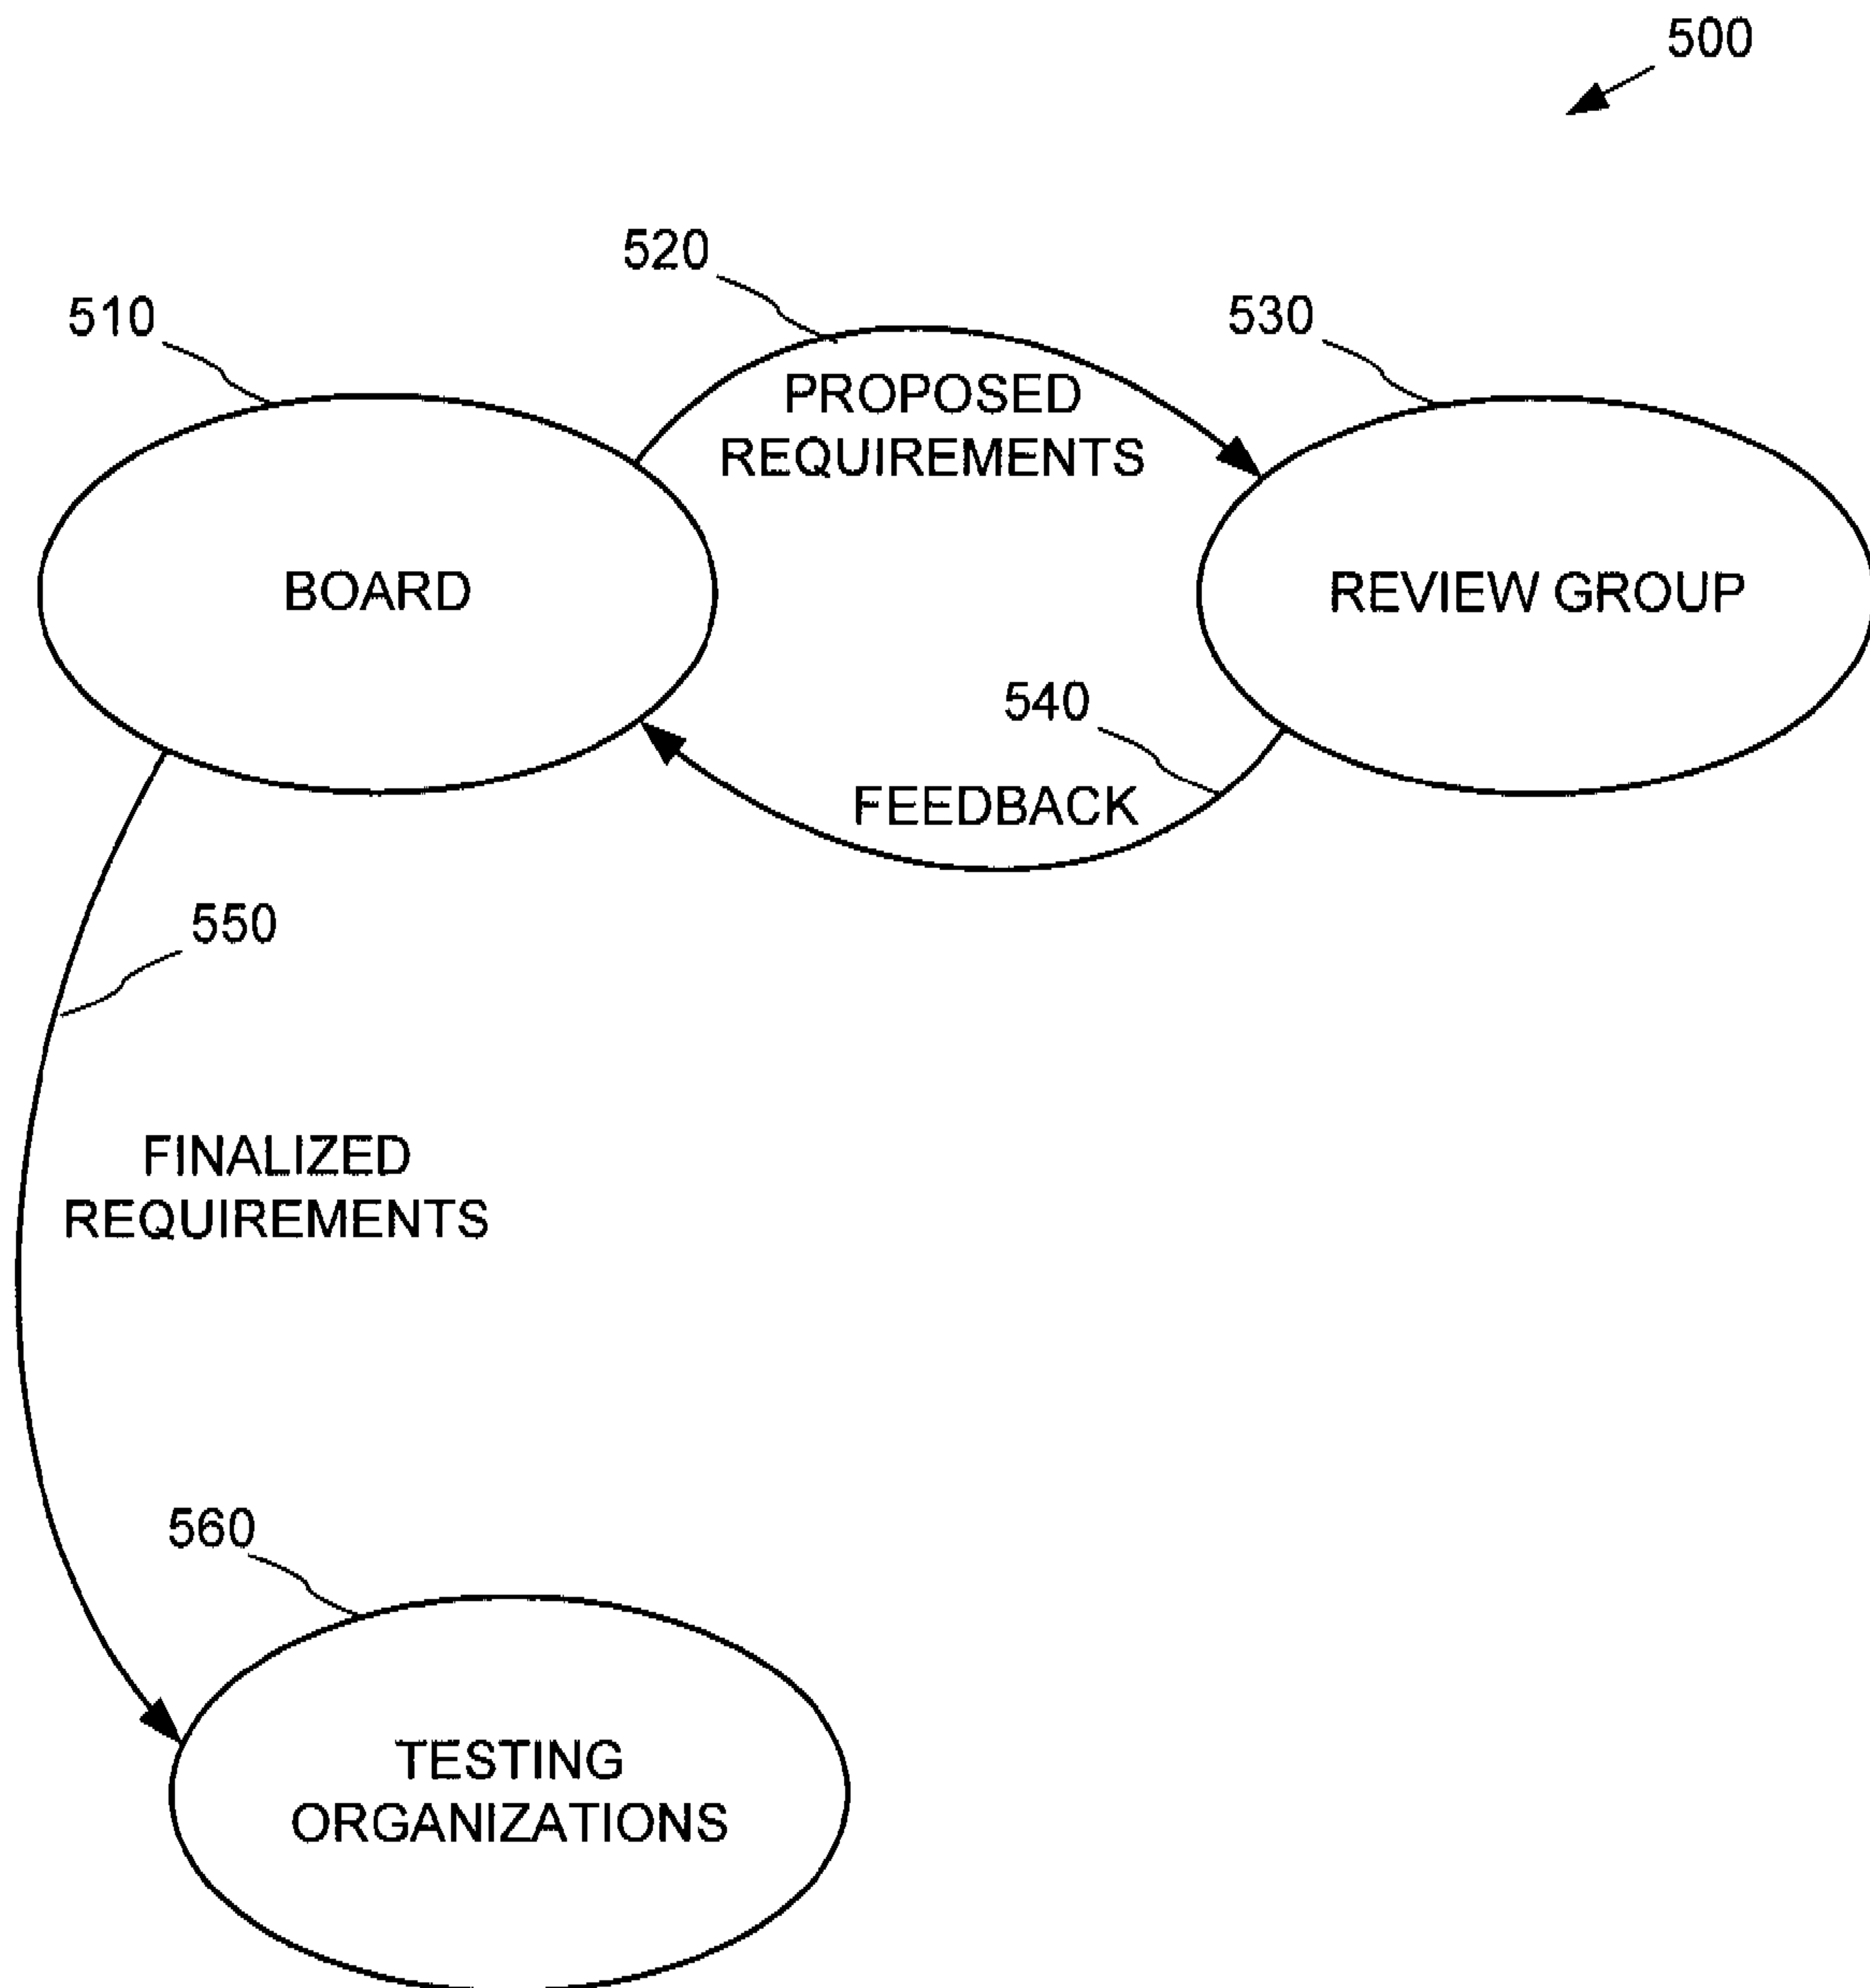 500
520
510
530
PROPOSED
REQUIREMENTS
BOARD
REVIEW GROUP
540
FEEDBACK
550
FINALIZED
REQUIREMENTS
560
TESTING
ORGANIZATIONS